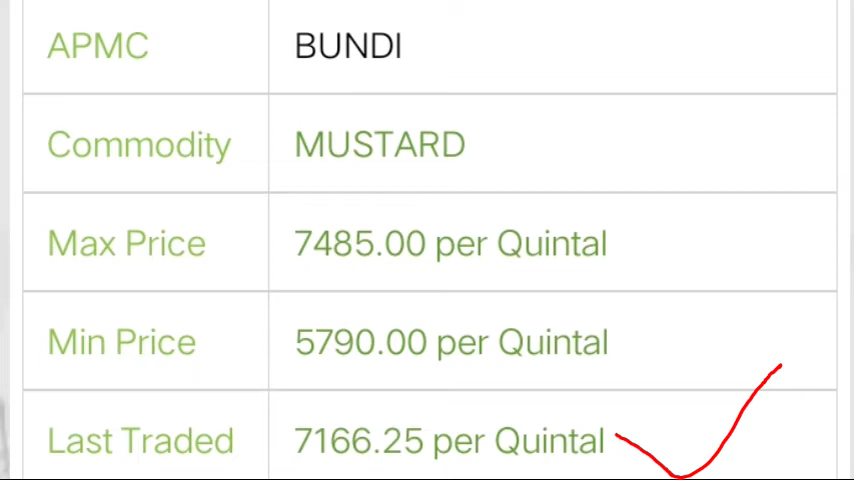 APMC BUNDI
Commodity MUSTARD
Max Price 7485.00 per Quintal
Min Price 5790.00 per Quintal
Last Traded 7166.25 per Quintal